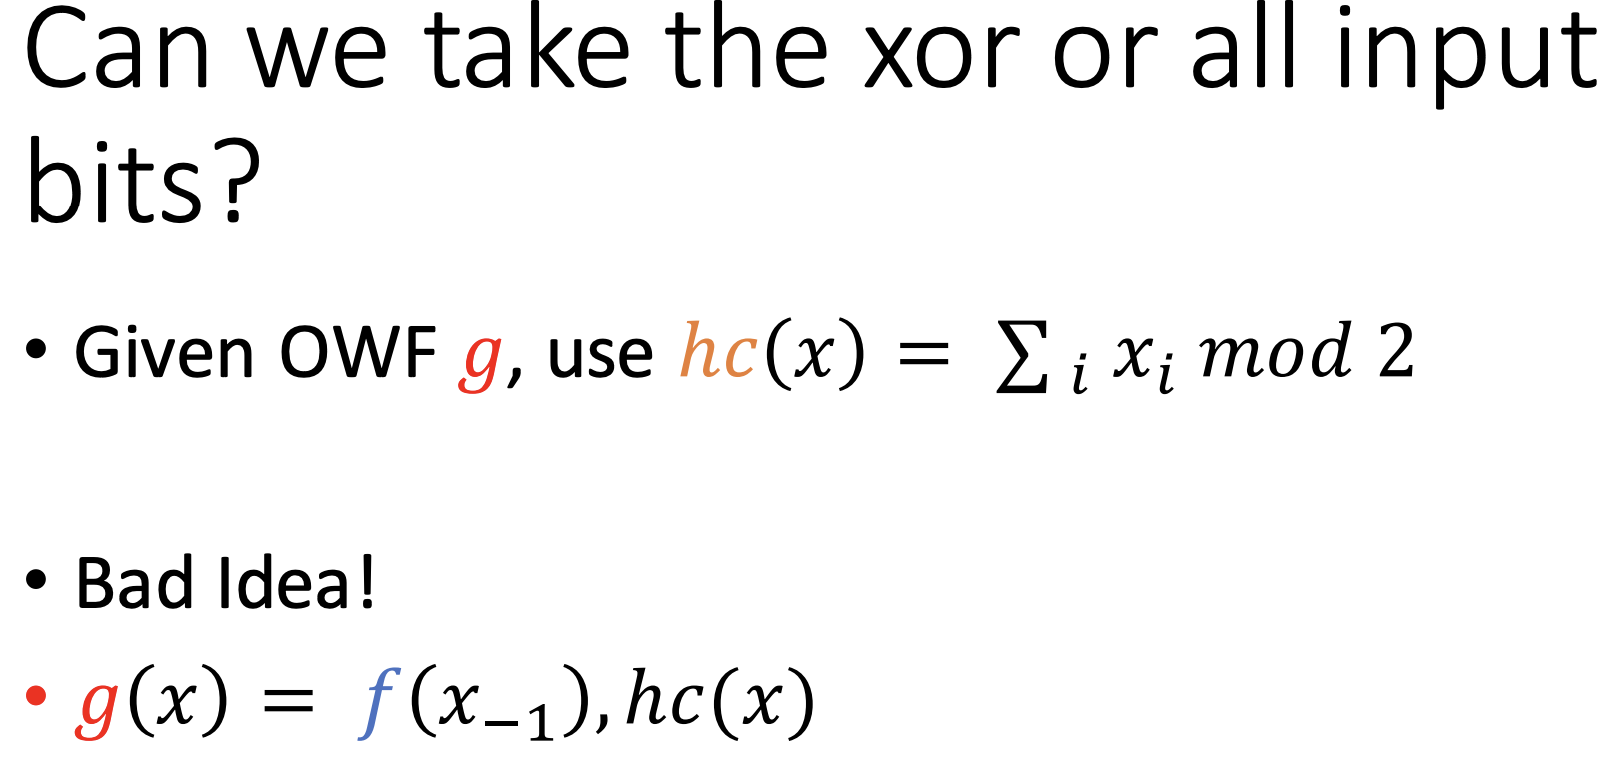 Can we take the xor or all input
bits?
• Given OWF g, use hc(x) = ∑ᵢ xᵢ mod 2
• Bad Idea!
• g(x) = f(x₋₁), hc(x)